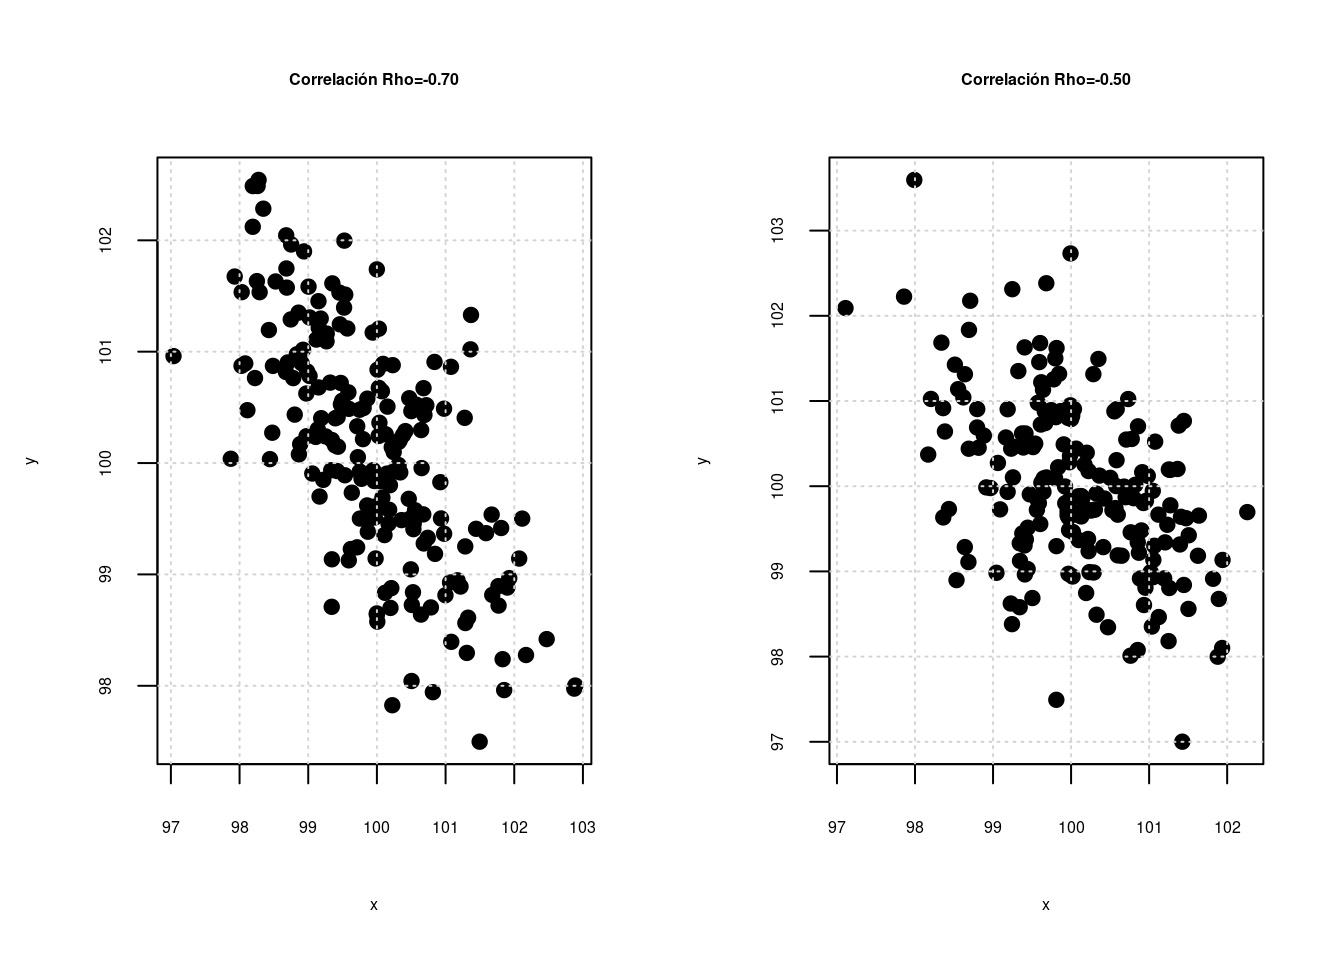 Correlación Rho=-0.70
y
102
101
100
99
98
97 98 99 100 101 102 103
x
Correlación Rho=-0.50
y
103
102
101
100
99
98
97
97 98 99 100 101 102
x